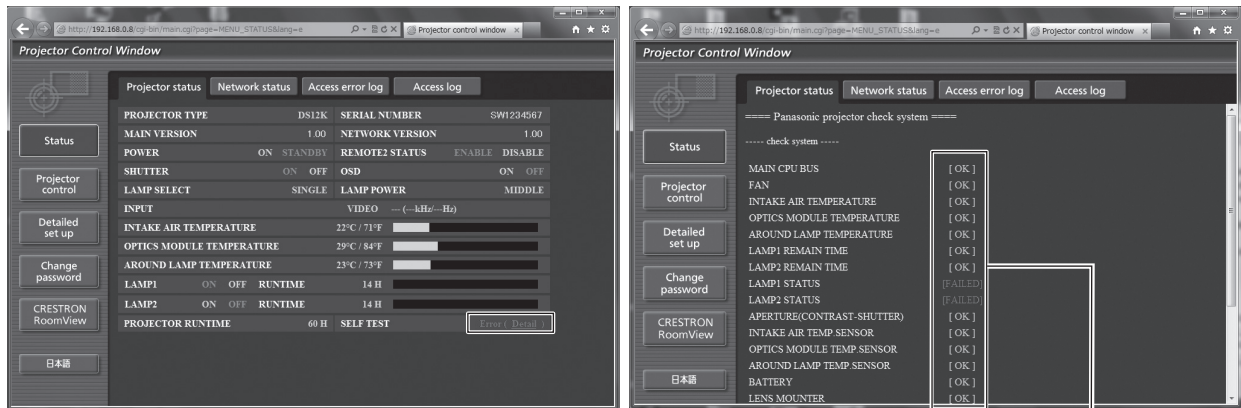 http://192.168.0.8/cgi-bin/main.cgi?page=MENU_STATUS&lang=e
Projector control window
Projector Control Window
Projector status Network status Access error log Access log
Status
Projector control
Detailed set up
Change password
CRESTRON RoomView
日本語
PROJECTOR TYPE DS12K SERIAL NUMBER SW1234567
MAIN VERSION 1.00 NETWORK VERSION 1.00
POWER ON STANDBY REMOTE2 STATUS ENABLE DISABLE
SHUTTER ON OFF OSD ON OFF
LAMP SELECT SINGLE LAMP POWER MIDDLE
INPUT VIDEO --- (---kHz/---Hz)
INTAKE AIR TEMPERATURE 22°C / 71°F
OPTICS MODULE TEMPERATURE 29°C / 84°F
AROUND LAMP TEMPERATURE 23°C / 73°F
LAMP1 ON OFF RUNTIME 14 H
LAMP2 ON OFF RUNTIME 14 H
PROJECTOR RUNTIME 60 H SELF TEST Error ( Detail )
http://192.168.0.8/cgi-bin/main.cgi?page=MENU_STATUS&lang=e
Projector control window
Projector Control Window
Projector status Network status Access error log Access log
Status
Projector control
Detailed set up
Change password
CRESTRON RoomView
日本語
==== Panasonic projector check system ====
----- check system -----
MAIN CPU BUS [ OK ]
FAN [ OK ]
INTAKE AIR TEMPERATURE [ OK ]
OPTICS MODULE TEMPERATURE [ OK ]
AROUND LAMP TEMPERATURE [ OK ]
LAMP1 REMAIN TIME [ OK ]
LAMP2 REMAIN TIME [ OK ]
LAMP1 STATUS [FAILED]
LAMP2 STATUS [FAILED]
APERTURE(CONTRAST-SHUTTER) [ OK ]
INTAKE AIR TEMP.SENSOR [ OK ]
OPTICS MODULE TEMP.SENSOR [ OK ]
AROUND LAMP TEMP.SENSOR [ OK ]
BATTERY [ OK ]
LENS MOUNTER [ OK ]